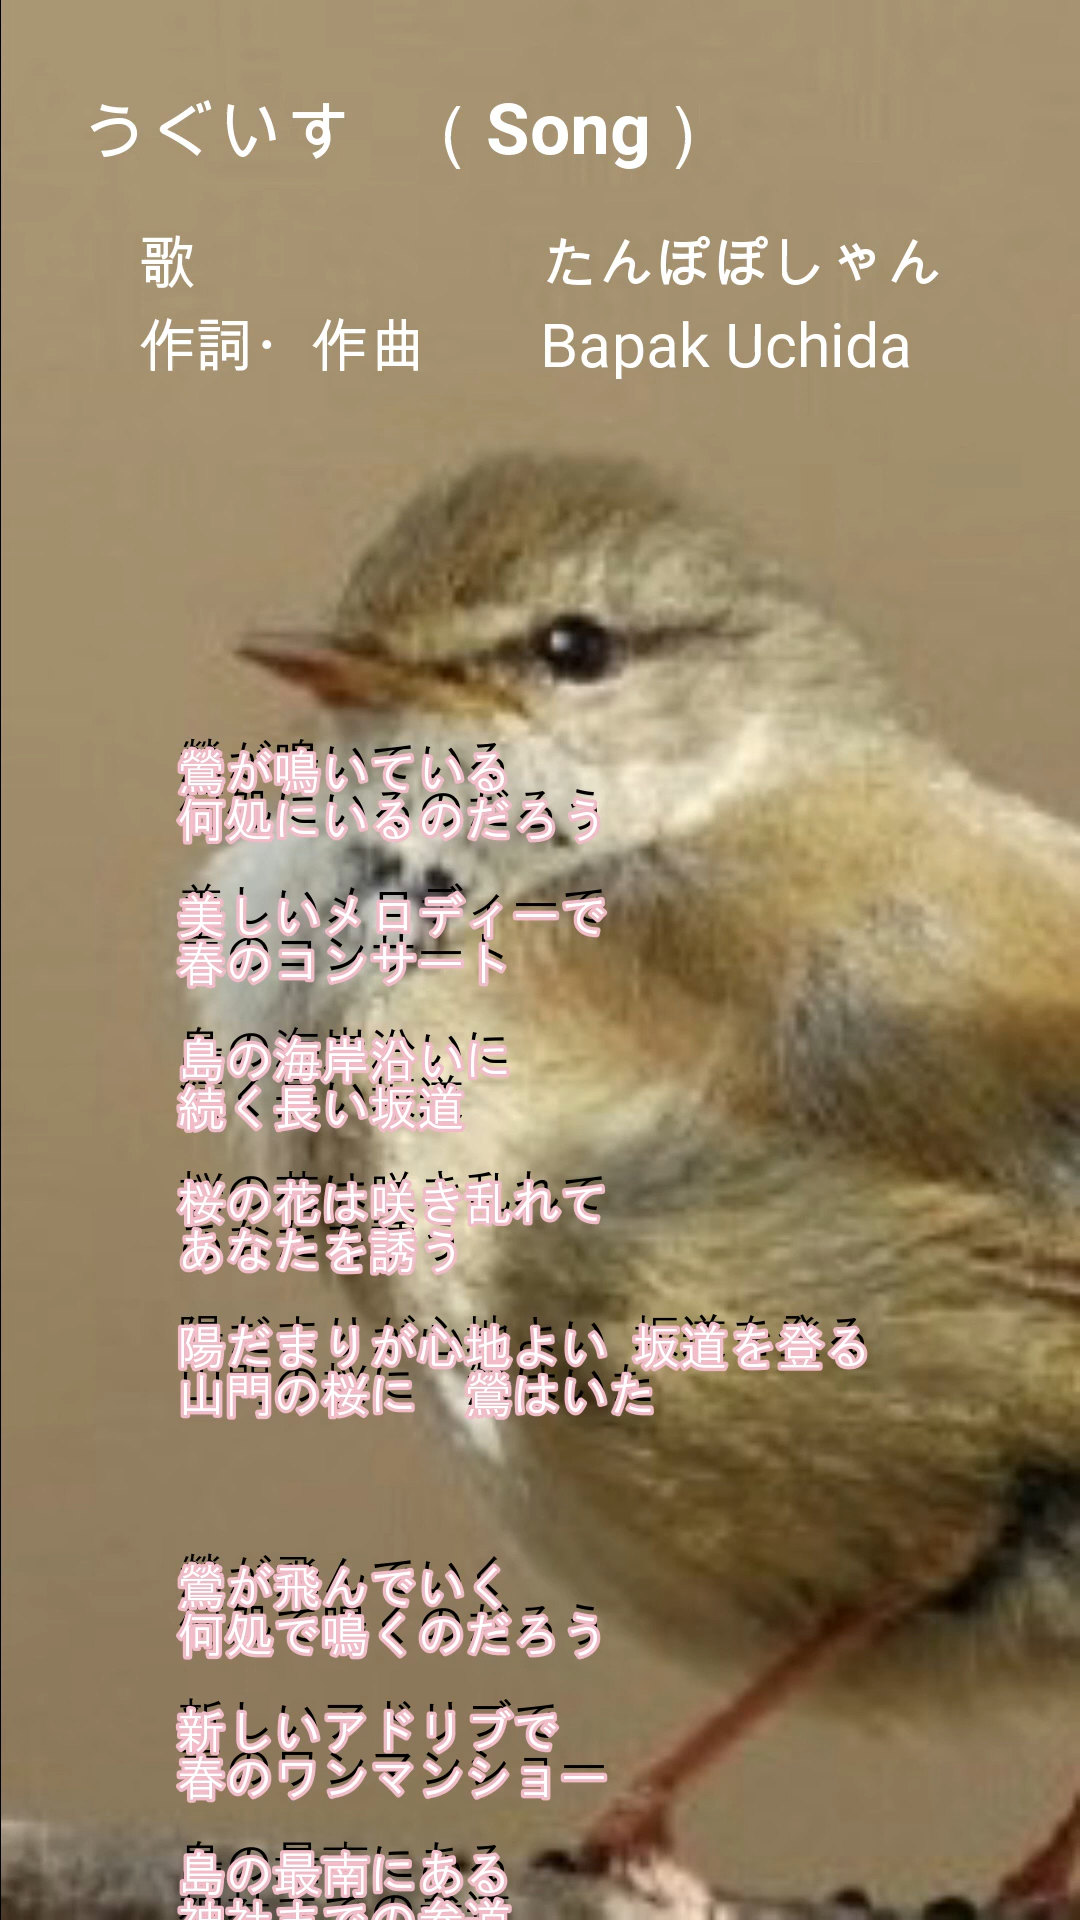 うぐいす （ Song ）
歌 たんぽぽしゃん
作詞・作曲 Bapak Uchida
鶯が鳴いている
何処にいるのだろう
美しいメロディーで
春のコンサート
島の海岸沿いに
続く長い坂道
桜の花は咲き乱れて
あなたを誘う
陽だまりが心地よい 坂道を登る
山門の桜に 鶯はいた
鶯が飛んでいく
何処で鳴くのだろう
新しいアドリブで
春のワンマンショー
島の最南にある
神社までの参道